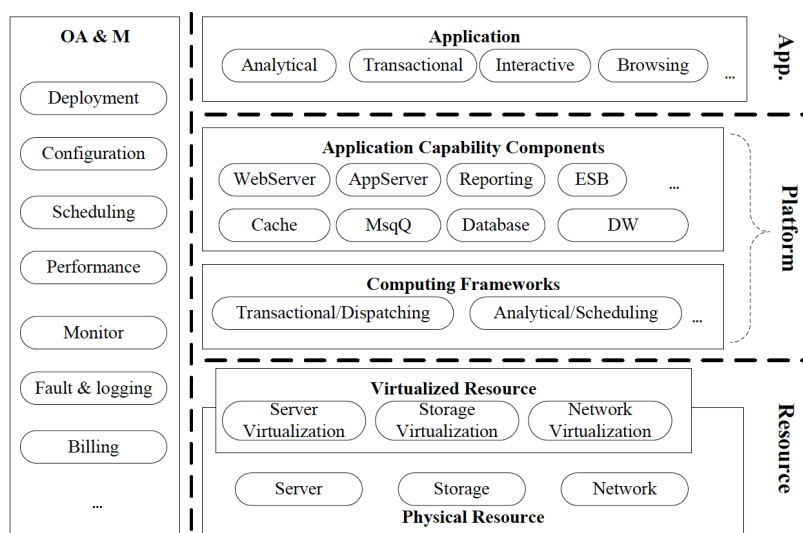 OA & M
Deployment
Configuration
Scheduling
Performance
Monitor
Fault & logging
Billing
...
Application
Analytical
Transactional
Interactive
Browsing
...
App.
Application Capability Components
WebServer
AppServer
Reporting
ESB
...
Cache
MsqQ
Database
DW
Computing Frameworks
Transactional/Dispatching
Analytical/Scheduling
...
Platform
Virtualized Resource
Server
Virtualization
Storage
Virtualization
Network
Virtualization
Server
Storage
Network
Physical Resource
Resource